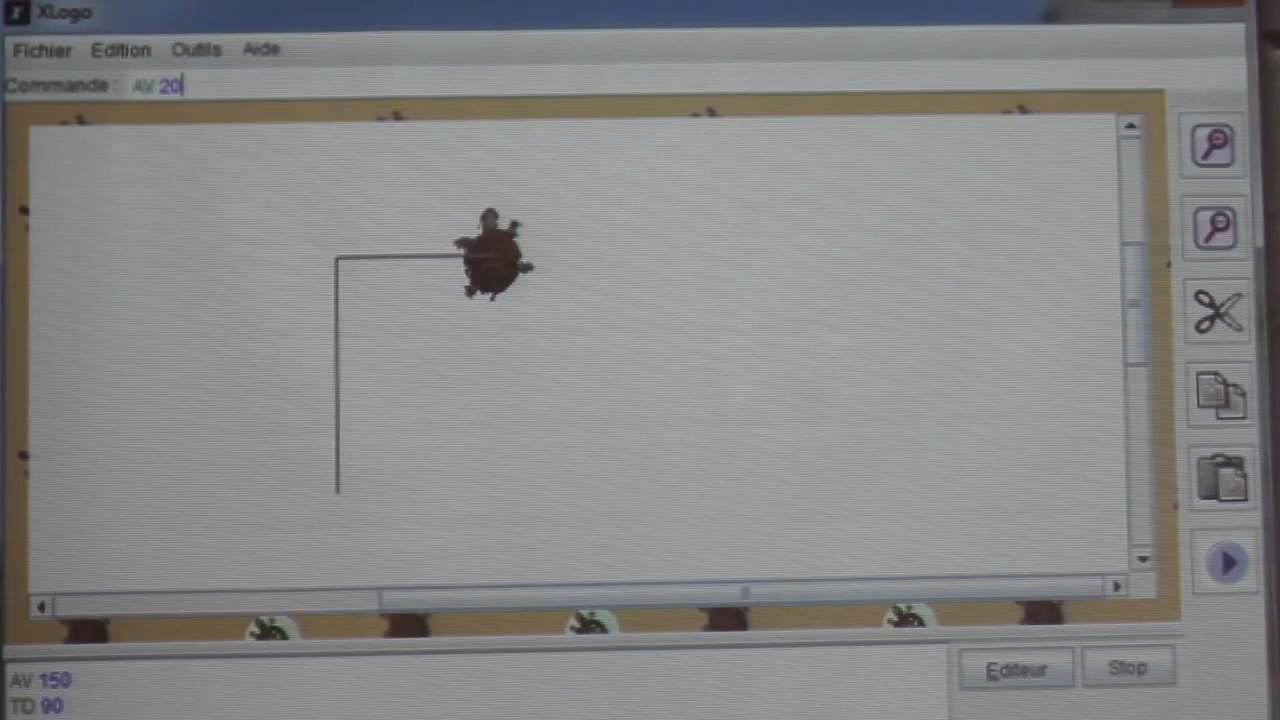 XLogo
Fichier Edition Outils Aide
Commande : AV 20
Editeur Stop
AV 150
TD 90